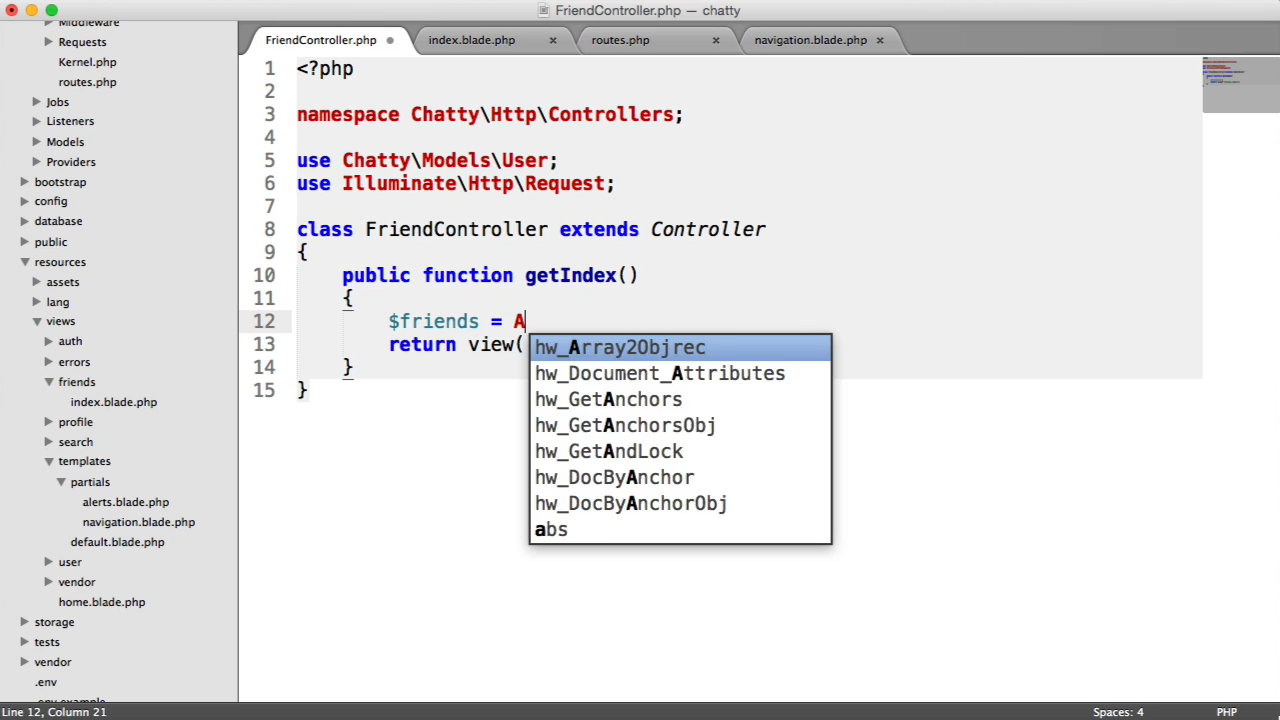 FriendController.php — chatty
Middleware
Requests
Kernel.php
routes.php
Jobs
Listeners
Models
Providers
bootstrap
config
database
public
resources
assets
lang
views
auth
errors
friends
index.blade.php
profile
search
templates
partials
alerts.blade.php
navigation.blade.php
default.blade.php
user
vendor
home.blade.php
storage
tests
vendor
.env
.env.example
FriendController.php
index.blade.php
routes.php
navigation.blade.php
1 <?php
2
3 namespace Chatty\Http\Controllers;
4
5 use Chatty\Models\User;
6 use Illuminate\Http\Request;
7
8 class FriendController extends Controller
9 {
10 public function getIndex()
11 {
12 $friends = A
13 return view(
14 }
15 }
hw_Array2Objrec
hw_Document_Attributes
hw_GetAnchors
hw_GetAnchorsObj
hw_GetAndLock
hw_DocByAnchor
hw_DocByAnchorObj
abs
Line 12, Column 21
Spaces: 4
PHP